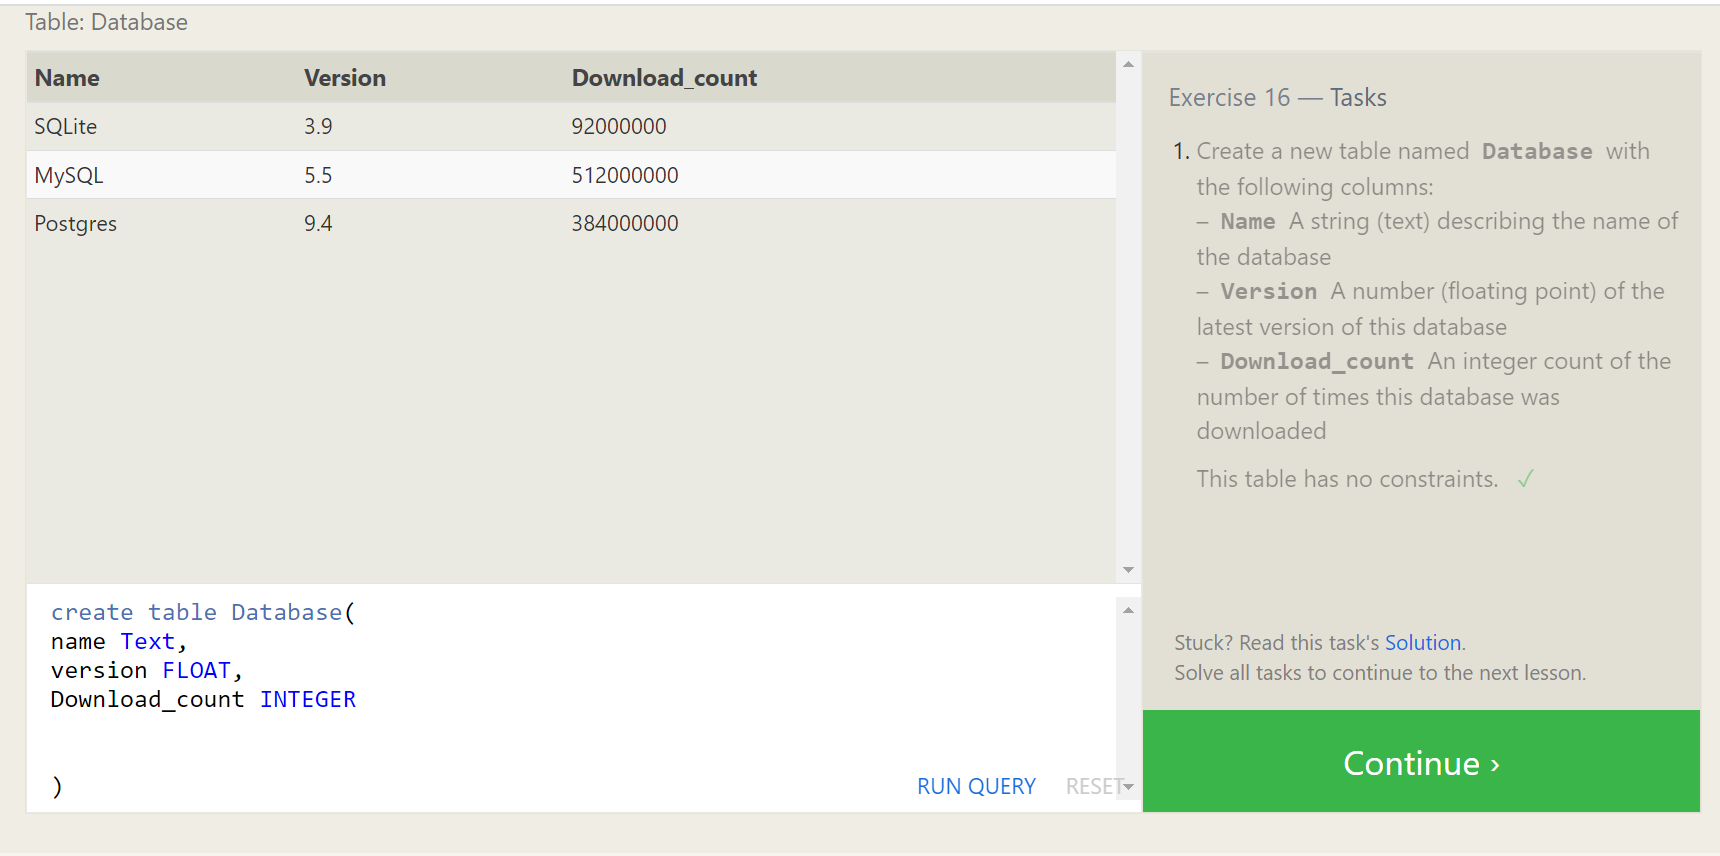 Table: Database
Name Version Download_count
SQLite 3.9 92000000
MySQL 5.5 512000000
Postgres 9.4 384000000
create table Database(
name Text,
version FLOAT,
Download_count INTEGER
)
RUN QUERY RESET
Exercise 16 — Tasks
1. Create a new table named Database with
the following columns:
– Name A string (text) describing the name of
the database
– Version A number (floating point) of the
latest version of this database
– Download_count An integer count of the
number of times this database was
downloaded
This table has no constraints. ✓
Stuck? Read this task's Solution.
Solve all tasks to continue to the next lesson.
Continue ›